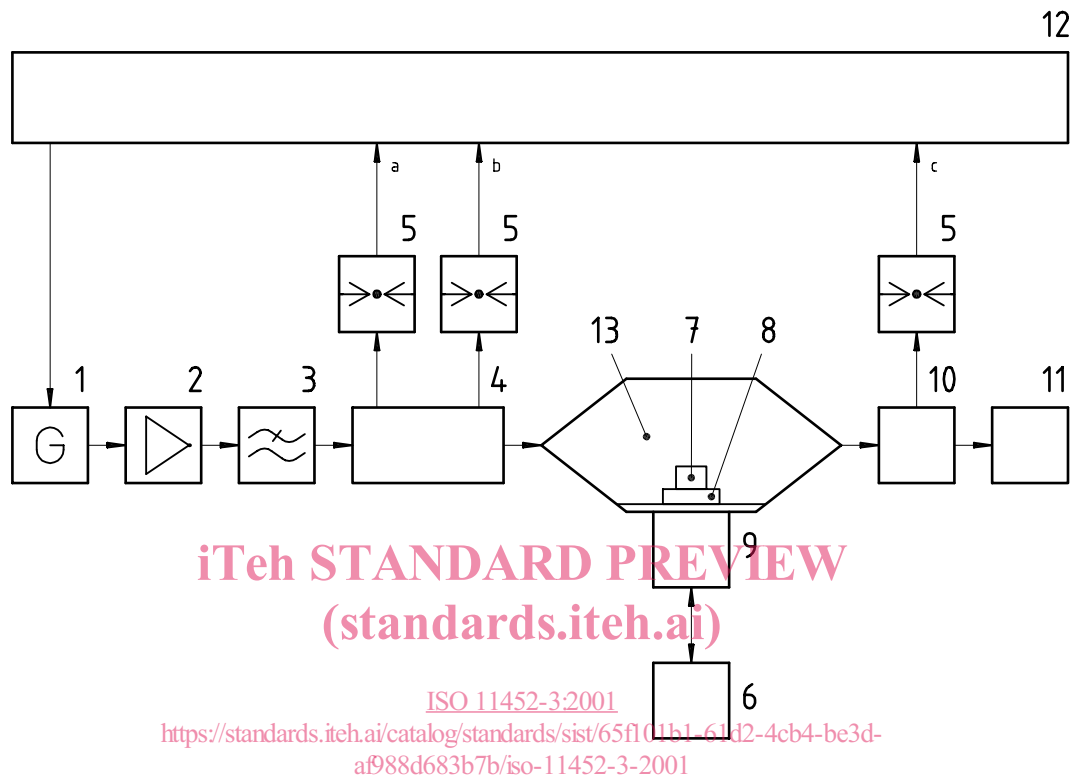 12
a b c
5 5 5
13 7 8
1 2 3 4 10 11
G
9
iTeh STANDARD PREVIEW
(standards.iteh.ai)
6
ISO 11452-3:2001
https://standards.iteh.ai/catalog/standards/sist/65f101b1-61d2-4cb4-be3d-
af988d683b7b/iso-11452-3-2001